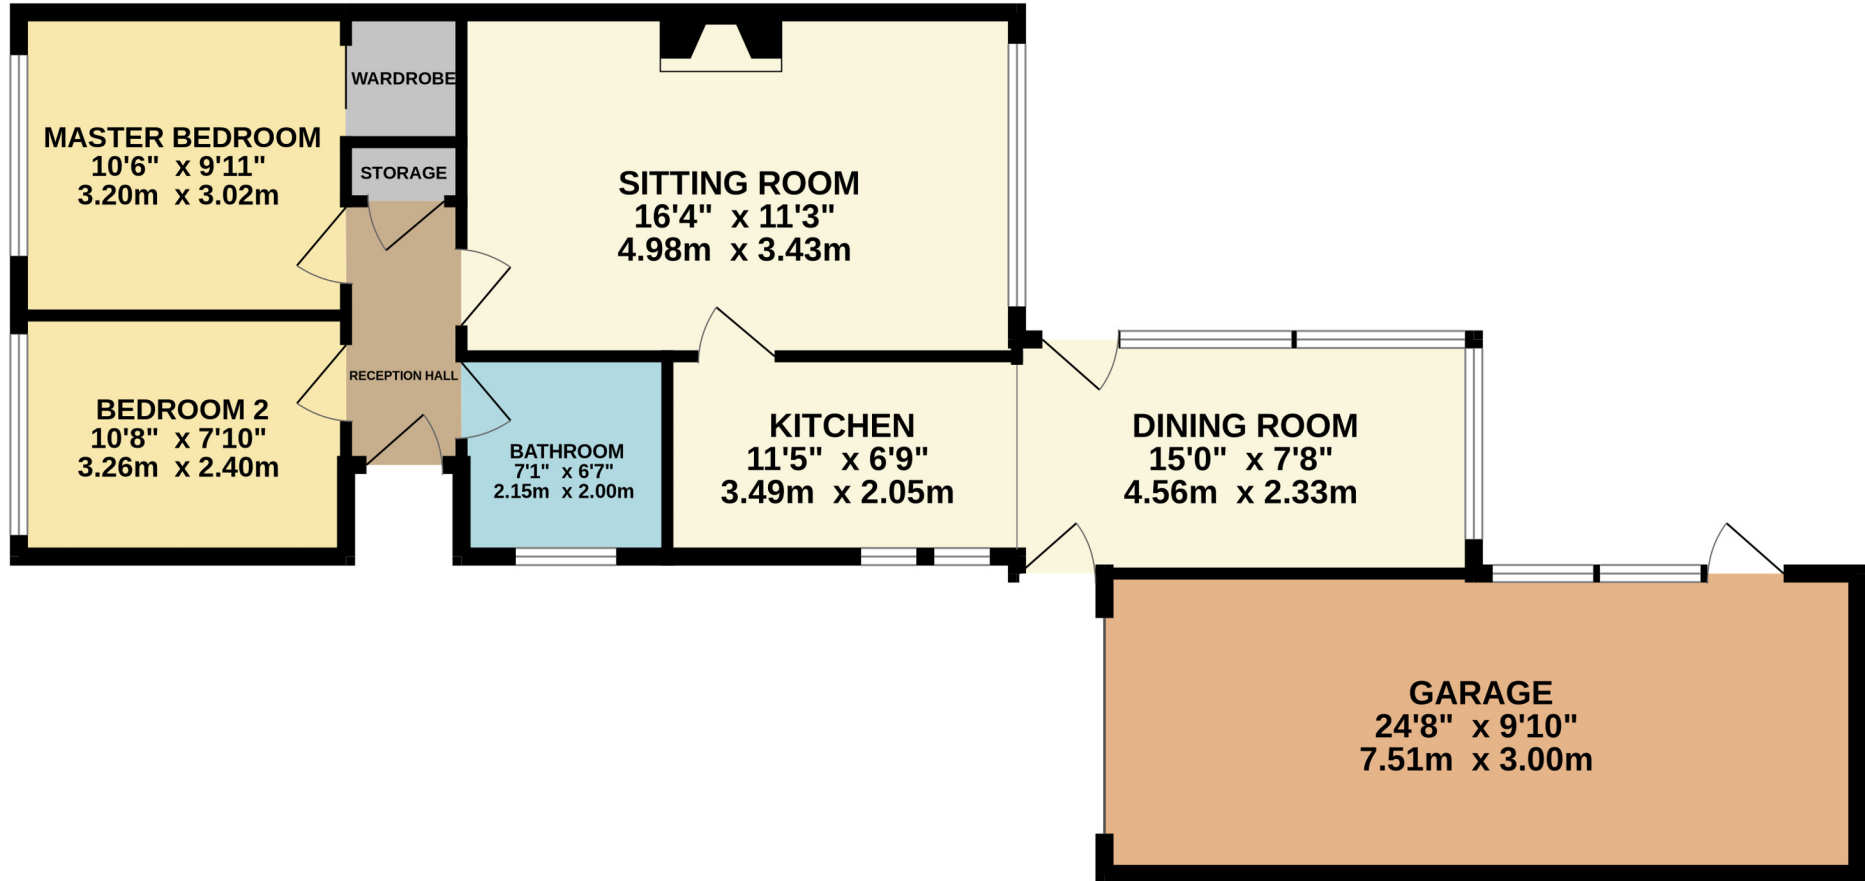 MASTER BEDROOM
10'6" x 9'11"
3.20m x 3.02m
WARDROBE
STORAGE
SITTING ROOM
16'4" x 11'3"
4.98m x 3.43m
RECEPTION HALL
BEDROOM 2
10'8" x 7'10"
3.26m x 2.40m
BATHROOM
7'1" x 6'7"
2.15m x 2.00m
KITCHEN
11'5" x 6'9"
3.49m x 2.05m
DINING ROOM
15'0" x 7'8"
4.56m x 2.33m
GARAGE
24'8" x 9'10"
7.51m x 3.00m